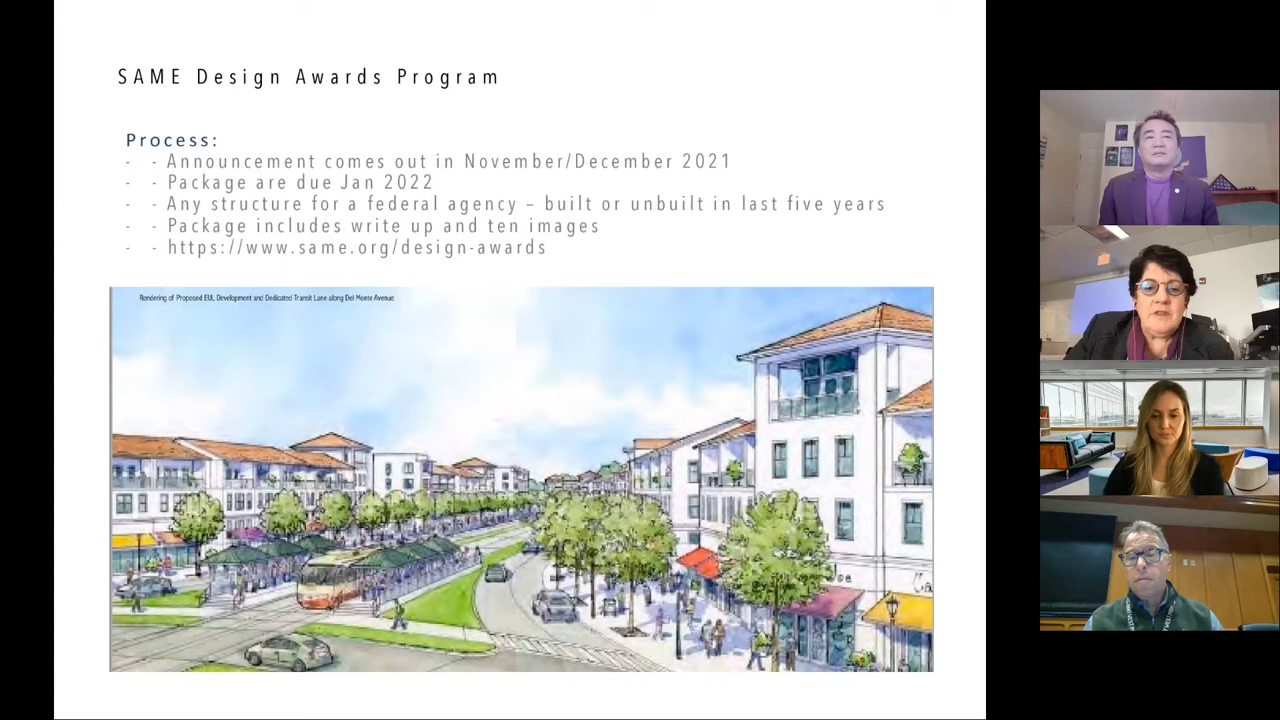 SAME Design Awards Program
Process:
- - Announcement comes out in November/December 2021
- - Package are due Jan 2022
- - Any structure for a federal agency – built or unbuilt in last five years
- - Package includes write up and ten images
- - https://www.same.org/design-awards
Rendering of Proposed EUL Development and Dedicated Transit Lane along Del Monte Avenue